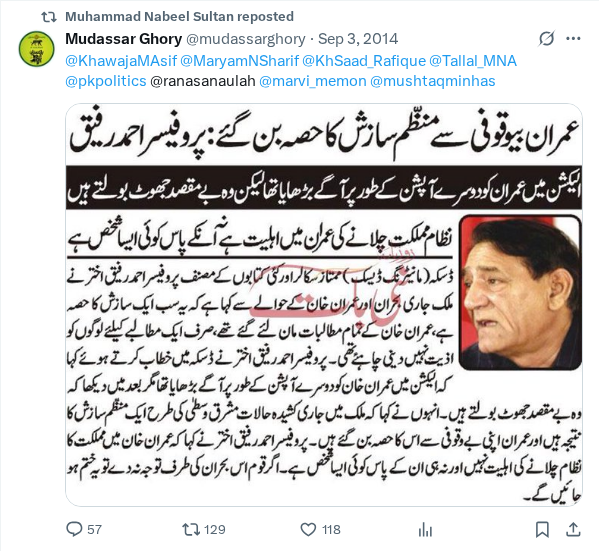 Muhammad Nabeel Sultan reposted
Mudassar Ghory @mudassarghory · Sep 3, 2014
@KhawajaMAsif @MaryamNSharif @KhSaad_Rafique @Tallal_MNA
@pkpolitics @ranasanaulah @marvi_memon @mushtaqminhas
عمران بیوقوفی سے منظّم سازش کا حصہ بن گئے: پروفیسر احمد رفیق
الیکشن میں عمران کو دوسرے آپشن کے طور پر آگے بڑھایا تھا لیکن وہ بے مقصد جھوٹ بولتے ہیں
نظام مملکت چلانے کی عمران میں اہلیت ہے نہ اُنکے پاس کوئی ایسا شخص ہے
ڈسکہ (مانیٹرنگ ڈیسک) ممتاز سکالر اور کئی کتابوں کے مصنف پروفیسر احمد رفیق اختر نے
ملک جاری بحران اور عمران خان کے حوالے سے کہا ہے کہ یہ سب ایک سازش کا حصہ
ہے، عمران خان کے تمام مطالبات مان لئے گئے تھے، صرف ایک مطالبے کیلئے لوگوں کو
اذیت نہیں دینی چاہئے تھی۔ پروفیسر احمد رفیق اختر نے ڈسکہ میں خطاب کرتے ہوئے کہا
کہ الیکشن میں عمران خان کو دوسرے آپشن کے طور پر آگے بڑھایا تھا مگر بعد میں دیکھا کہ
وہ بے مقصد جھوٹ بولتے ہیں۔ انہوں نے کہا کہ ملک میں جاری کشیدہ حالات مشرق وسطیٰ کی طرح ایک منظّم سازش کا
نتیجہ ہیں اور عمران اپنی بے وقوفی سے اس کا حصہ بن گئے ہیں۔ پروفیسر احمد رفیق اختر نے کہا کہ عمران خان میں مملکت کا
نظام چلانے کی اہلیت نہیں اور نہ ہی ان کے پاس کوئی ایسا شخص ہے۔ اگر قوم اس بحران کی طرف توجہ نہ دے تو یہ ختم ہو
جائیں گے۔
57 129 118